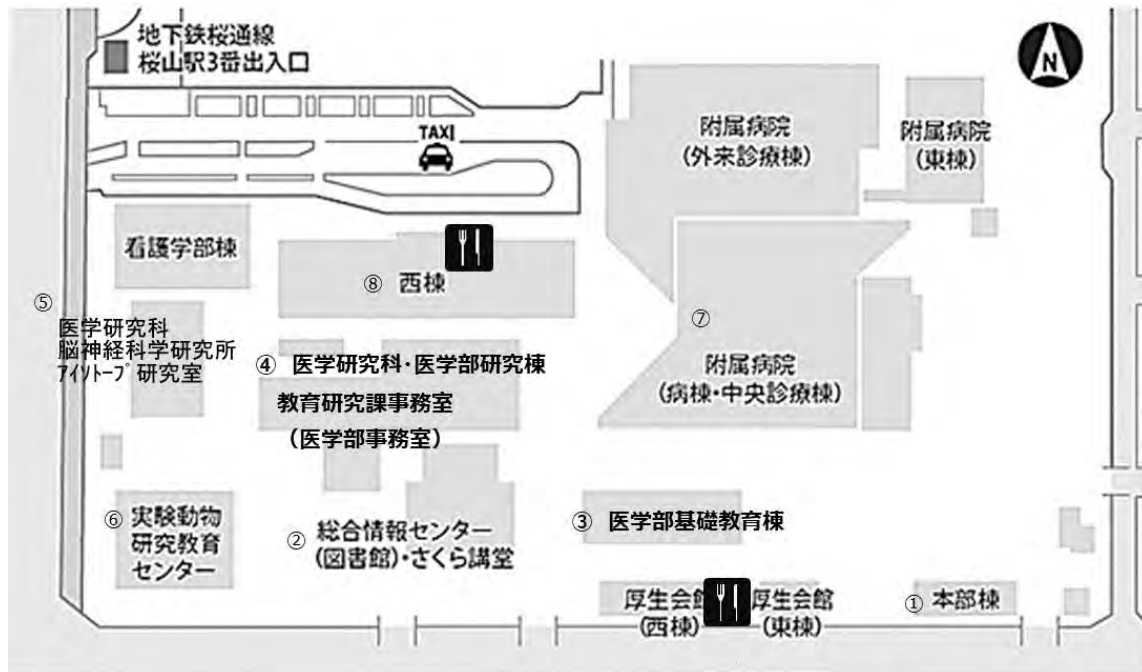 地下鉄桜通線
桜山駅3番出入口
N
TAXI
附属病院
(外来診療棟)
附属病院
(東棟)
看護学部棟
⑧ 西棟
⑤
医学研究科
脳神経科学研究所
ｱｲｿﾄｰﾌﾟ研究室
④ 医学研究科・医学部研究棟
教育研究課事務室
(医学部事務室)
⑦
附属病院
(病棟・中央診療棟)
⑥ 実験動物
研究教育
センター
② 総合情報センター
(図書館)・さくら講堂
③ 医学部基礎教育棟
厚生会館
(西棟)
厚生会館
(東棟)
① 本部棟